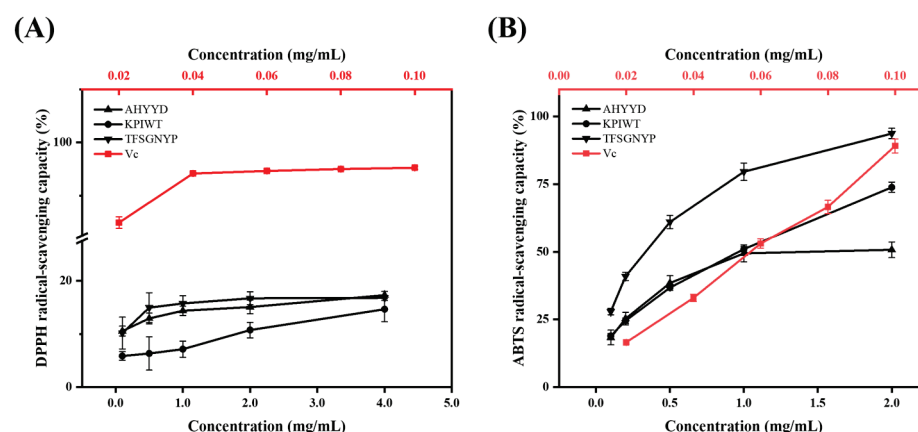 (A)
Concentration (mg/mL)
0.02 0.04 0.06 0.08 0.10
DPPH radical-scavenging capacity (%)
100
20
0
AHYYD
KPIWT
TFSGNYP
Vc
0.0 1.0 2.0 3.0 4.0 5.0
Concentration (mg/mL)
(B)
Concentration (mg/mL)
0.00 0.02 0.04 0.06 0.08 0.10
ABTS radical-scavenging capacity (%)
100
75
50
25
0
AHYYD
KPIWT
TFSGNYP
Vc
0.0 0.5 1.0 1.5 2.0
Concentration (mg/mL)